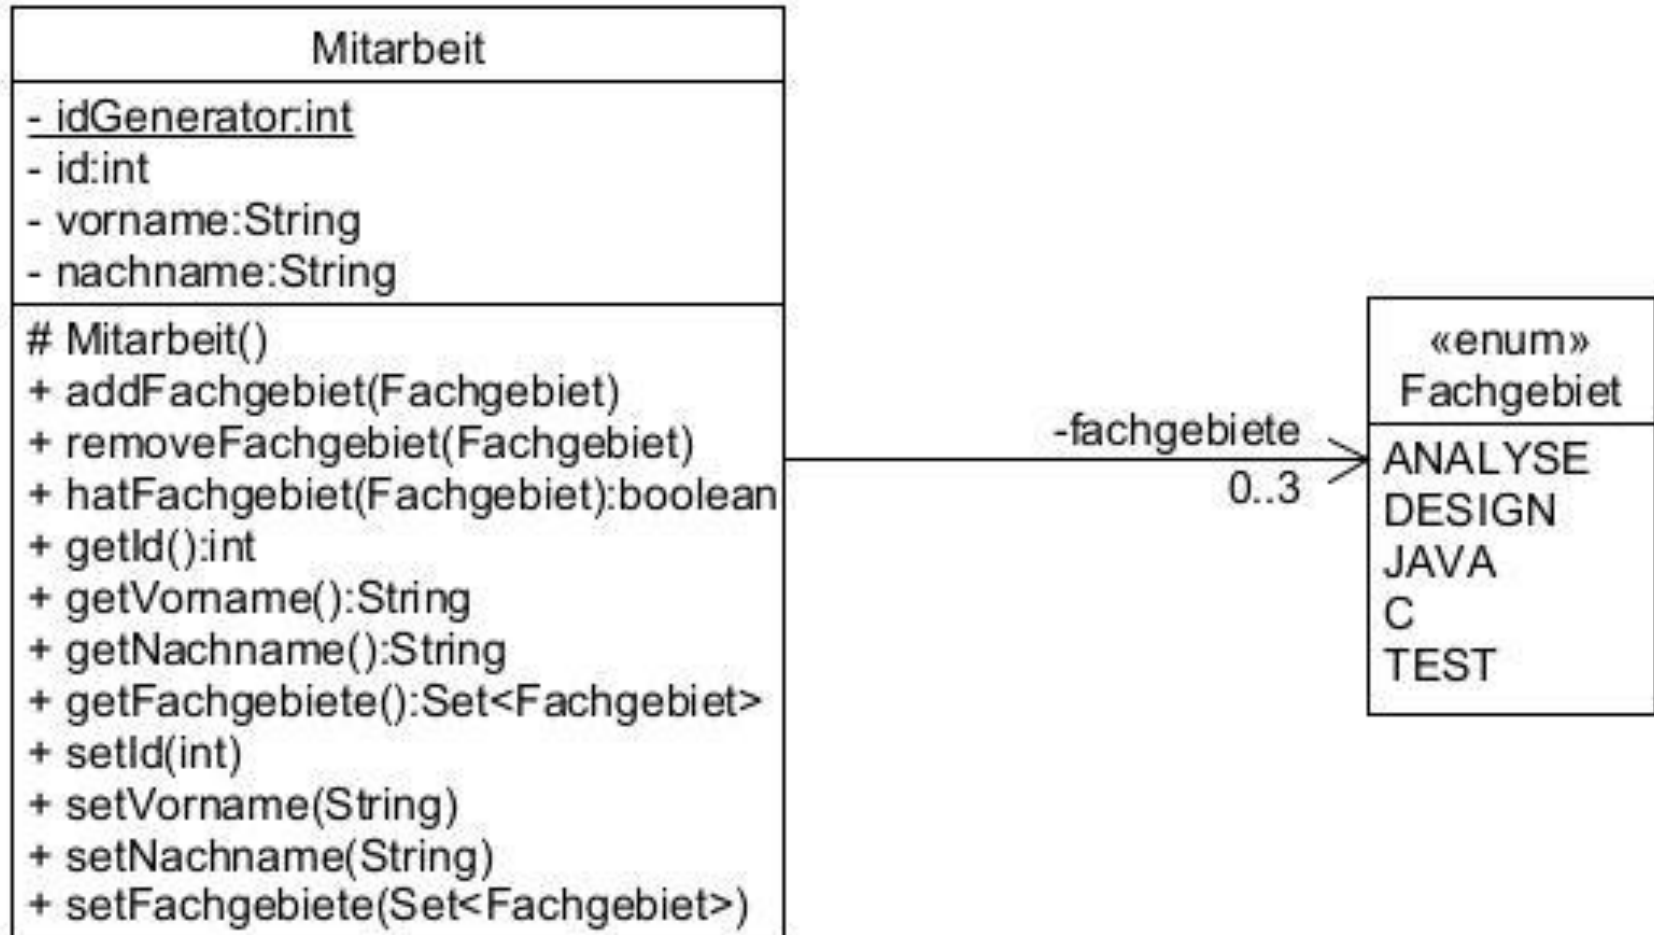 Mitarbeit
- idGenerator:int
- id:int
- vorname:String
- nachname:String
# Mitarbeit()
+ addFachgebiet(Fachgebiet)
+ removeFachgebiet(Fachgebiet)
+ hatFachgebiet(Fachgebiet):boolean
+ getId():int
+ getVorname():String
+ getNachname():String
+ getFachgebiete():Set<Fachgebiet>
+ setId(int)
+ setVorname(String)
+ setNachname(String)
+ setFachgebiete(Set<Fachgebiet>)
-fachgebiete
0..3
«enum»
Fachgebiet
ANALYSE
DESIGN
JAVA
C
TEST